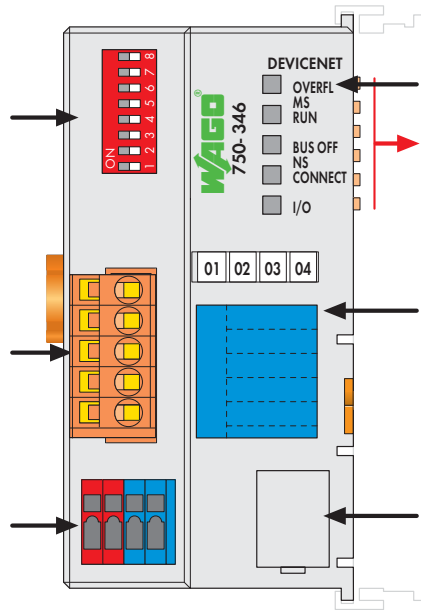 DEVICENET
OVERFL
MS
RUN
BUS OFF
NS
CONNECT
I/O
WAGO®
750- 346
ON
1 2 3 4 5 6 7 8
01 02 03 04